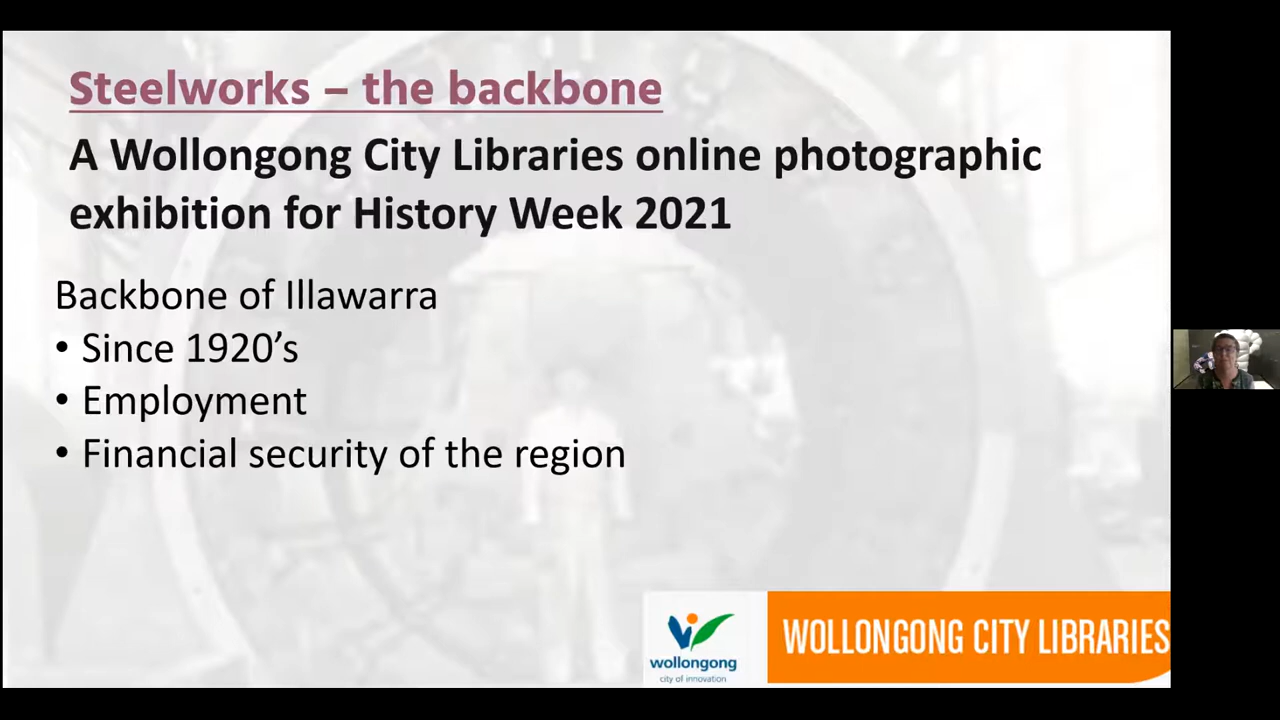 Steelworks – the backbone
A Wollongong City Libraries online photographic
exhibition for History Week 2021
Backbone of Illawarra
• Since 1920’s
• Employment
• Financial security of the region
wollongong
city of innovation
WOLLONGONG CITY LIBRARIES